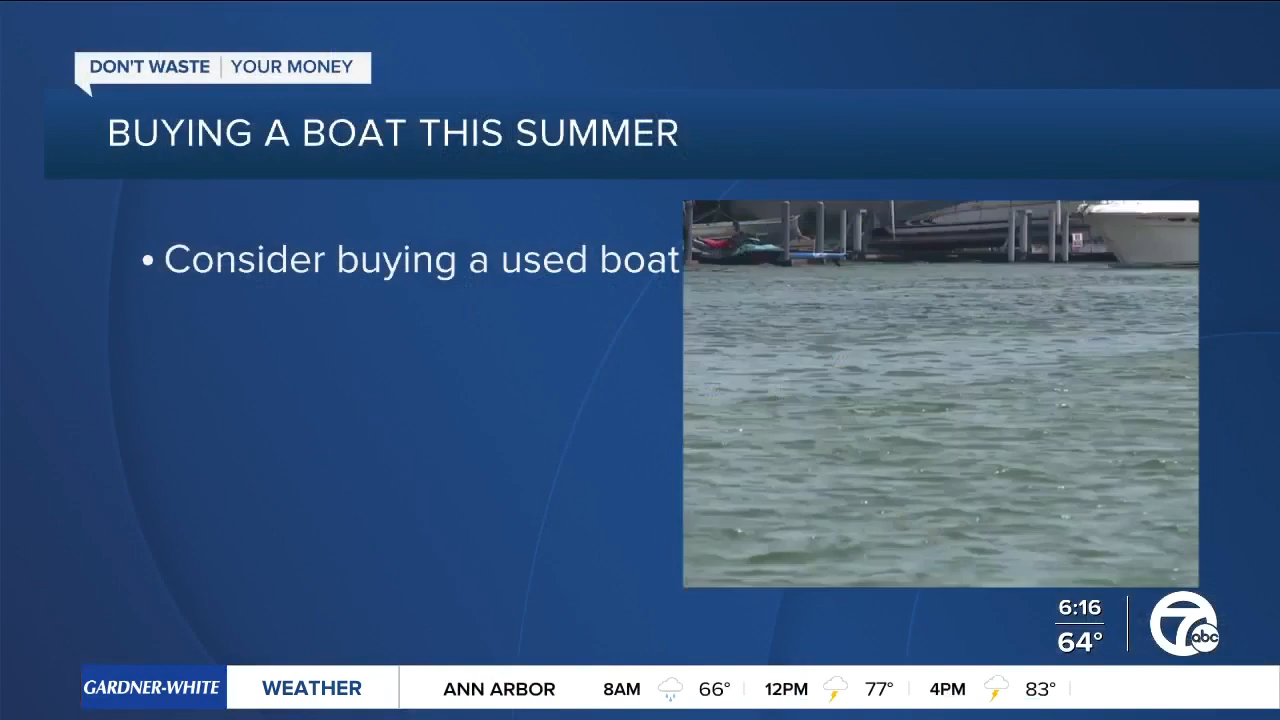 DON'T WASTE | YOUR MONEY
BUYING A BOAT THIS SUMMER
• Consider buying a used boat
6:16
64°
7 abc
GARDNER-WHITE WEATHER ANN ARBOR 8AM 66° 12PM 77° 4PM 83°